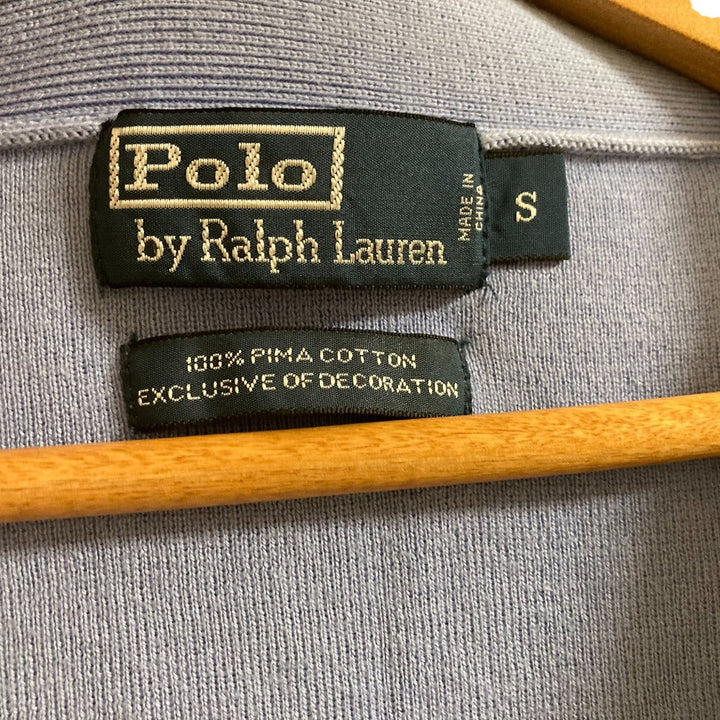 Polo
by Ralph Lauren
MADE IN
CHINA
S
100% PIMA COTTON
EXCLUSIVE OF DECORATION